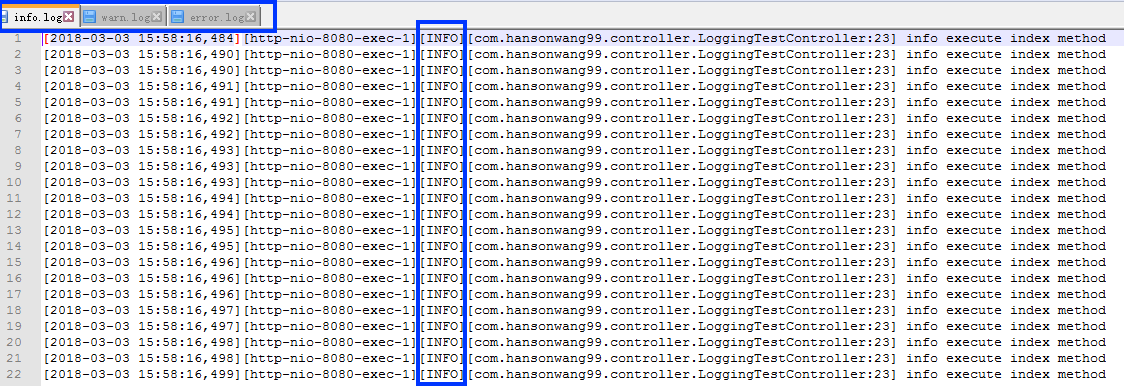 info.log warn.log error.log
1 [2018-03-03 15:58:16,484][http-nio-8080-exec-1][INFO][com.hansonwang99.controller.LoggingTestController:23] info execute index method
2 [2018-03-03 15:58:16,490][http-nio-8080-exec-1][INFO][com.hansonwang99.controller.LoggingTestController:23] info execute index method
3 [2018-03-03 15:58:16,490][http-nio-8080-exec-1][INFO][com.hansonwang99.controller.LoggingTestController:23] info execute index method
4 [2018-03-03 15:58:16,491][http-nio-8080-exec-1][INFO][com.hansonwang99.controller.LoggingTestController:23] info execute index method
5 [2018-03-03 15:58:16,491][http-nio-8080-exec-1][INFO][com.hansonwang99.controller.LoggingTestController:23] info execute index method
6 [2018-03-03 15:58:16,492][http-nio-8080-exec-1][INFO][com.hansonwang99.controller.LoggingTestController:23] info execute index method
7 [2018-03-03 15:58:16,492][http-nio-8080-exec-1][INFO][com.hansonwang99.controller.LoggingTestController:23] info execute index method
8 [2018-03-03 15:58:16,493][http-nio-8080-exec-1][INFO][com.hansonwang99.controller.LoggingTestController:23] info execute index method
9 [2018-03-03 15:58:16,493][http-nio-8080-exec-1][INFO][com.hansonwang99.controller.LoggingTestController:23] info execute index method
10 [2018-03-03 15:58:16,493][http-nio-8080-exec-1][INFO][com.hansonwang99.controller.LoggingTestController:23] info execute index method
11 [2018-03-03 15:58:16,494][http-nio-8080-exec-1][INFO][com.hansonwang99.controller.LoggingTestController:23] info execute index method
12 [2018-03-03 15:58:16,494][http-nio-8080-exec-1][INFO][com.hansonwang99.controller.LoggingTestController:23] info execute index method
13 [2018-03-03 15:58:16,495][http-nio-8080-exec-1][INFO][com.hansonwang99.controller.LoggingTestController:23] info execute index method
14 [2018-03-03 15:58:16,495][http-nio-8080-exec-1][INFO][com.hansonwang99.controller.LoggingTestController:23] info execute index method
15 [2018-03-03 15:58:16,496][http-nio-8080-exec-1][INFO][com.hansonwang99.controller.LoggingTestController:23] info execute index method
16 [2018-03-03 15:58:16,496][http-nio-8080-exec-1][INFO][com.hansonwang99.controller.LoggingTestController:23] info execute index method
17 [2018-03-03 15:58:16,496][http-nio-8080-exec-1][INFO][com.hansonwang99.controller.LoggingTestController:23] info execute index method
18 [2018-03-03 15:58:16,497][http-nio-8080-exec-1][INFO][com.hansonwang99.controller.LoggingTestController:23] info execute index method
19 [2018-03-03 15:58:16,497][http-nio-8080-exec-1][INFO][com.hansonwang99.controller.LoggingTestController:23] info execute index method
20 [2018-03-03 15:58:16,498][http-nio-8080-exec-1][INFO][com.hansonwang99.controller.LoggingTestController:23] info execute index method
21 [2018-03-03 15:58:16,498][http-nio-8080-exec-1][INFO][com.hansonwang99.controller.LoggingTestController:23] info execute index method
22 [2018-03-03 15:58:16,499][http-nio-8080-exec-1][INFO][com.hansonwang99.controller.LoggingTestController:23] info execute index method